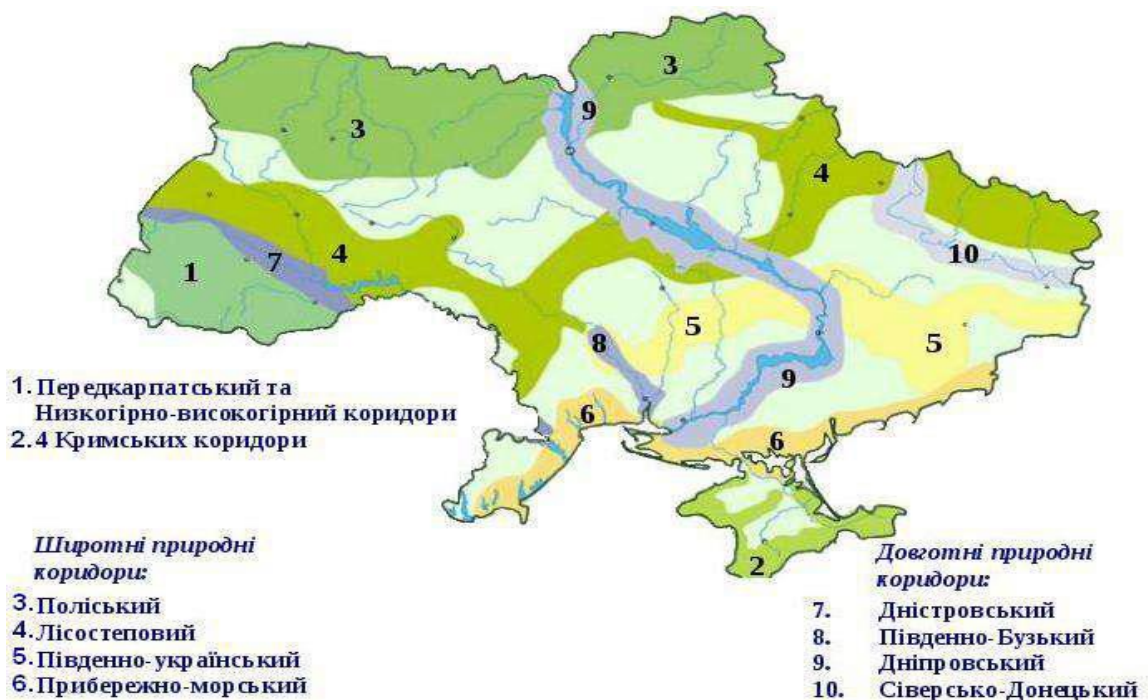 3
3
9
4
7
4
1
10
5
5
8
9
6
6
2
1. Передкарпатський та
Низкогірно-високогірний коридори
2. 4 Кримських коридори
Широтні природні
коридори:
3. Поліський
4. Лісостеповий
5. Південно-український
6. Прибережно-морський
Довготні природні
коридори:
7. Дністровський
8. Південно-Бузький
9. Дніпровський
10. Сіверсько-Донецький